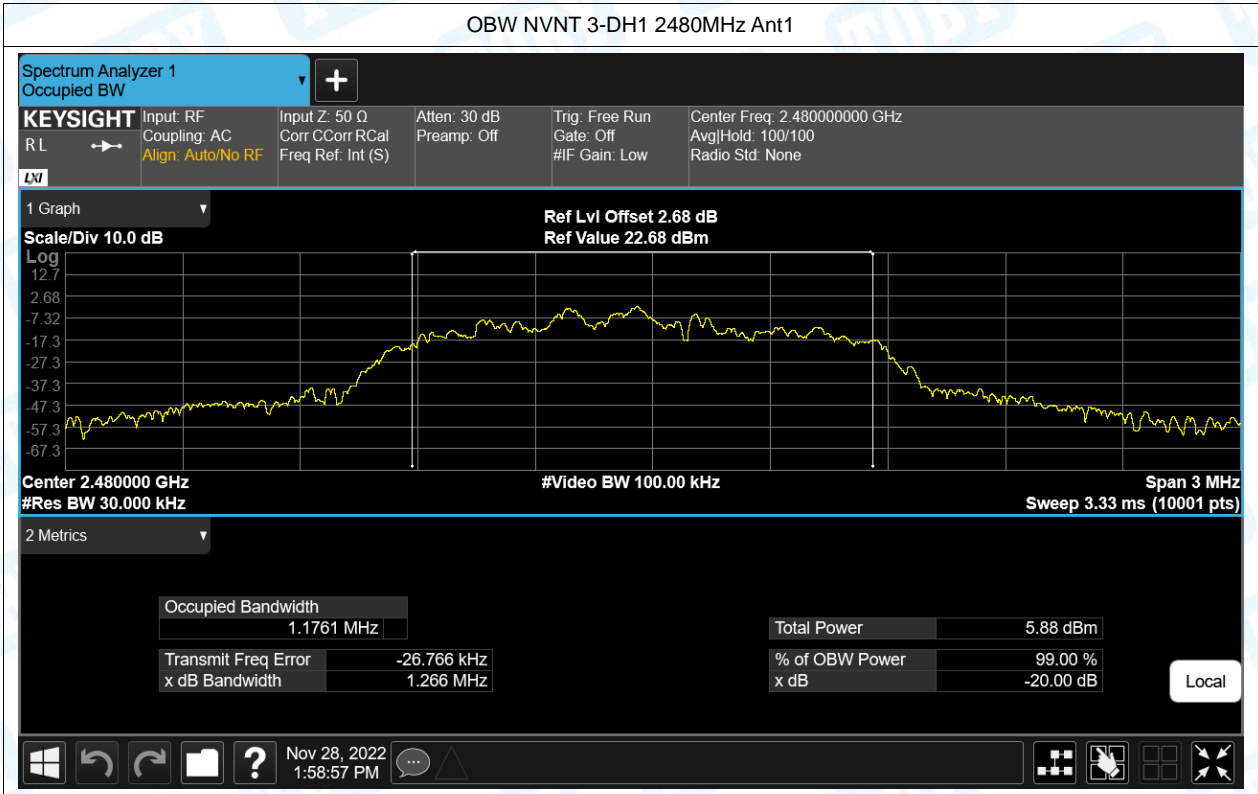 OBW NVNT 3-DH1 2480MHz Ant1
Spectrum Analyzer 1
Occupied BW
KEYSIGHT
R L
LXI
Input: RF
Coupling: AC
Align: Auto/No RF
Input Z: 50 Ω
Corr CCorr RCal
Freq Ref: Int (S)
Atten: 30 dB
Preamp: Off
Trig: Free Run
Gate: Off
#IF Gain: Low
Center Freq: 2.480000000 GHz
Avg|Hold: 100/100
Radio Std: None
1 Graph
Scale/Div 10.0 dB
Ref Lvl Offset 2.68 dB
Ref Value 22.68 dBm
Log
12.7
2.68
-7.32
-17.3
-27.3
-37.3
-47.3
-57.3
-67.3
Center 2.480000 GHz
#Res BW 30.000 kHz
#Video BW 100.00 kHz
Span 3 MHz
Sweep 3.33 ms (10001 pts)
2 Metrics
Occupied Bandwidth
1.1761 MHz
Transmit Freq Error -26.766 kHz
x dB Bandwidth 1.266 MHz
Total Power 5.88 dBm
% of OBW Power 99.00 %
x dB -20.00 dB
Local
?
Nov 28, 2022
1:58:57 PM